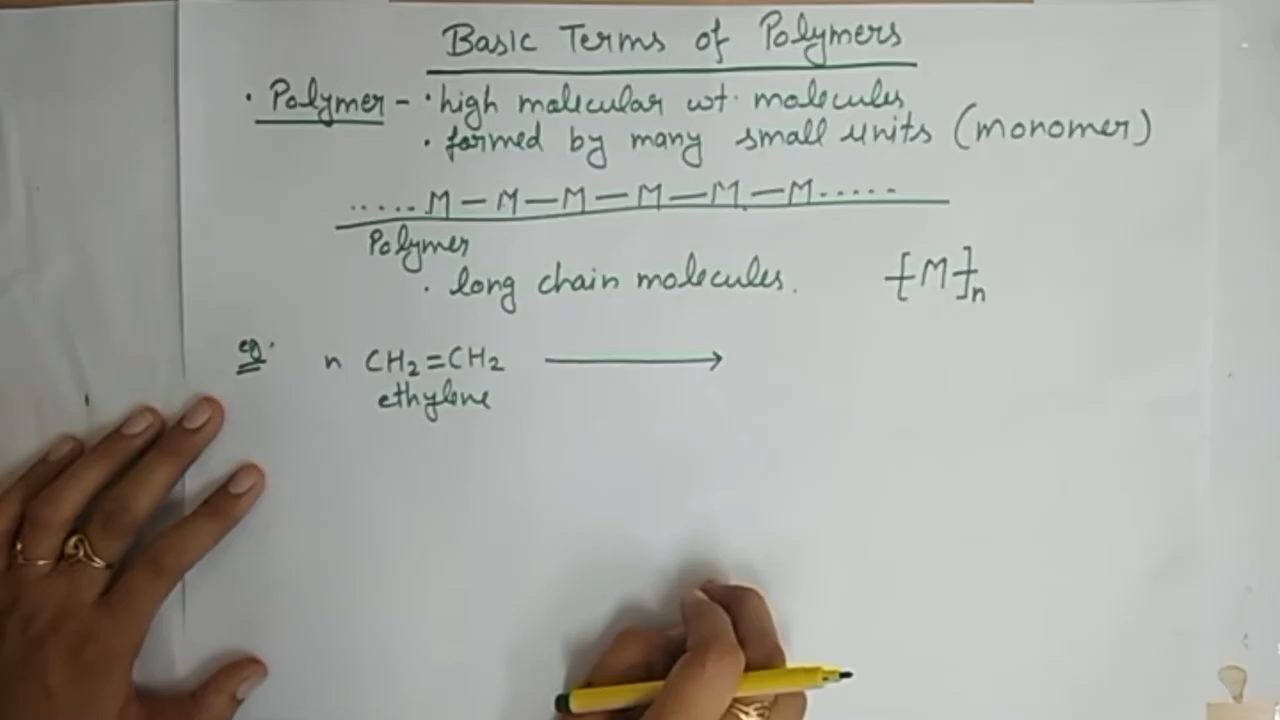 Basic Terms of Polymers
· Polymer - · high molecular wt. molecules
· formed by many small units (monomer)
..... M — M — M — M — M — M .....
Polymer
· long chain molecules. -[M]-n
eg. n CH2=CH2 ⟶
ethylene